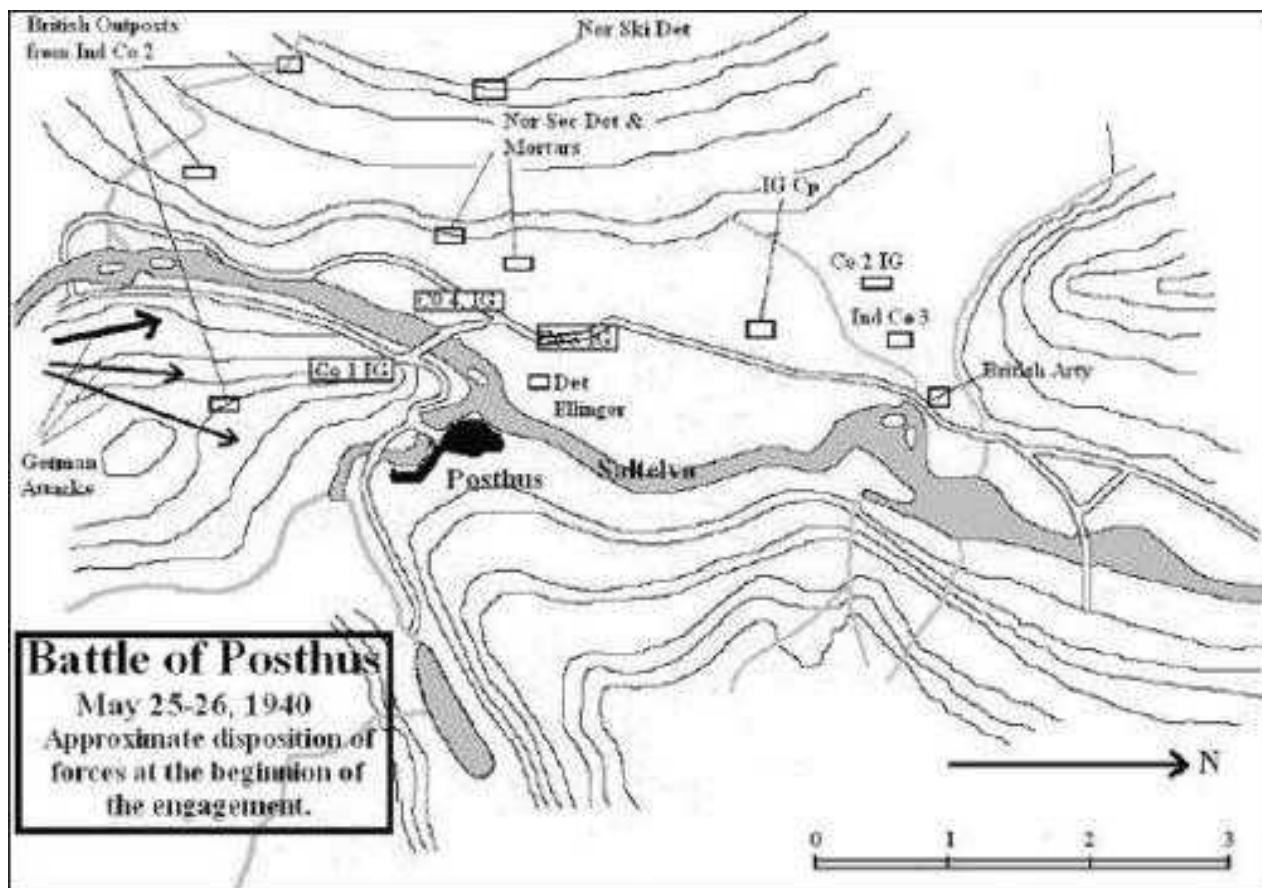 British Outposts
from Ind Co 2
Nor Ski Det
Nor Sec Det &
Mortars
IG Cp
Co 2 IG
Ind Co 3
British Arty
Co 4, IG
IG
Co 1 IG
Det
Ellinger
German
Attacks
Posthus
Saltelva
Battle of Posthus
May 25-26, 1940
Approximate disposition of
forces at the beginnion of
the engagement.
N
0 1 2 3